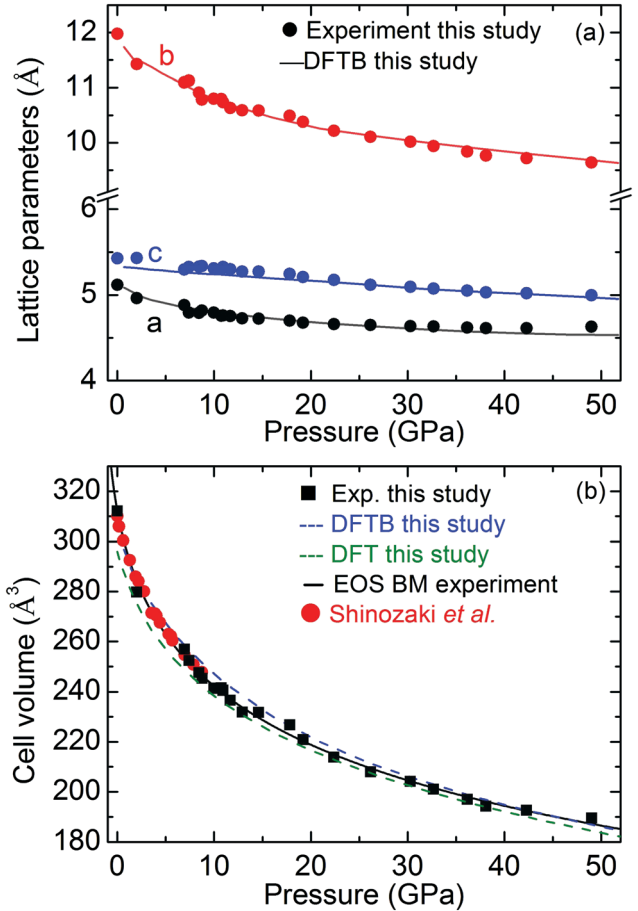 12
11
10
6
5
4
Lattice parameters (Å)
Experiment this study
(a)
DFTB this study
b
c
a
0 10 20 30 40 50
Pressure (GPa)
320
300
280
260
240
220
200
180
Cell volume (Å³)
Exp. this study
(b)
DFTB this study
DFT this study
EOS BM experiment
Shinozaki et al.
0 10 20 30 40 50
Pressure (GPa)